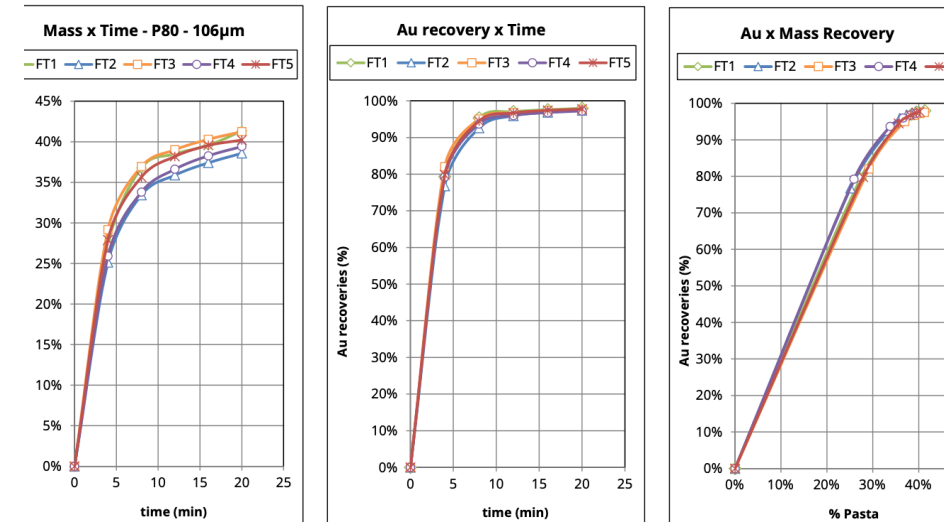 Mass x Time - P80 - 106µm
FT1 FT2 FT3 FT4 FT5
45%
40%
35%
30%
25%
20%
15%
10%
5%
0%
0 5 10 15 20 25
time (min)
Au recovery x Time
FT1 FT2 FT3 FT4 FT5
100%
90%
80%
70%
60%
50%
40%
30%
20%
10%
0%
Au recoveries (%)
0 5 10 15 20 25
time (min)
Au x Mass Recovery
FT1 FT2 FT3 FT4
100%
90%
80%
70%
60%
50%
40%
30%
20%
10%
0%
Au recoveries (%)
0% 10% 20% 30% 40%
% Pasta